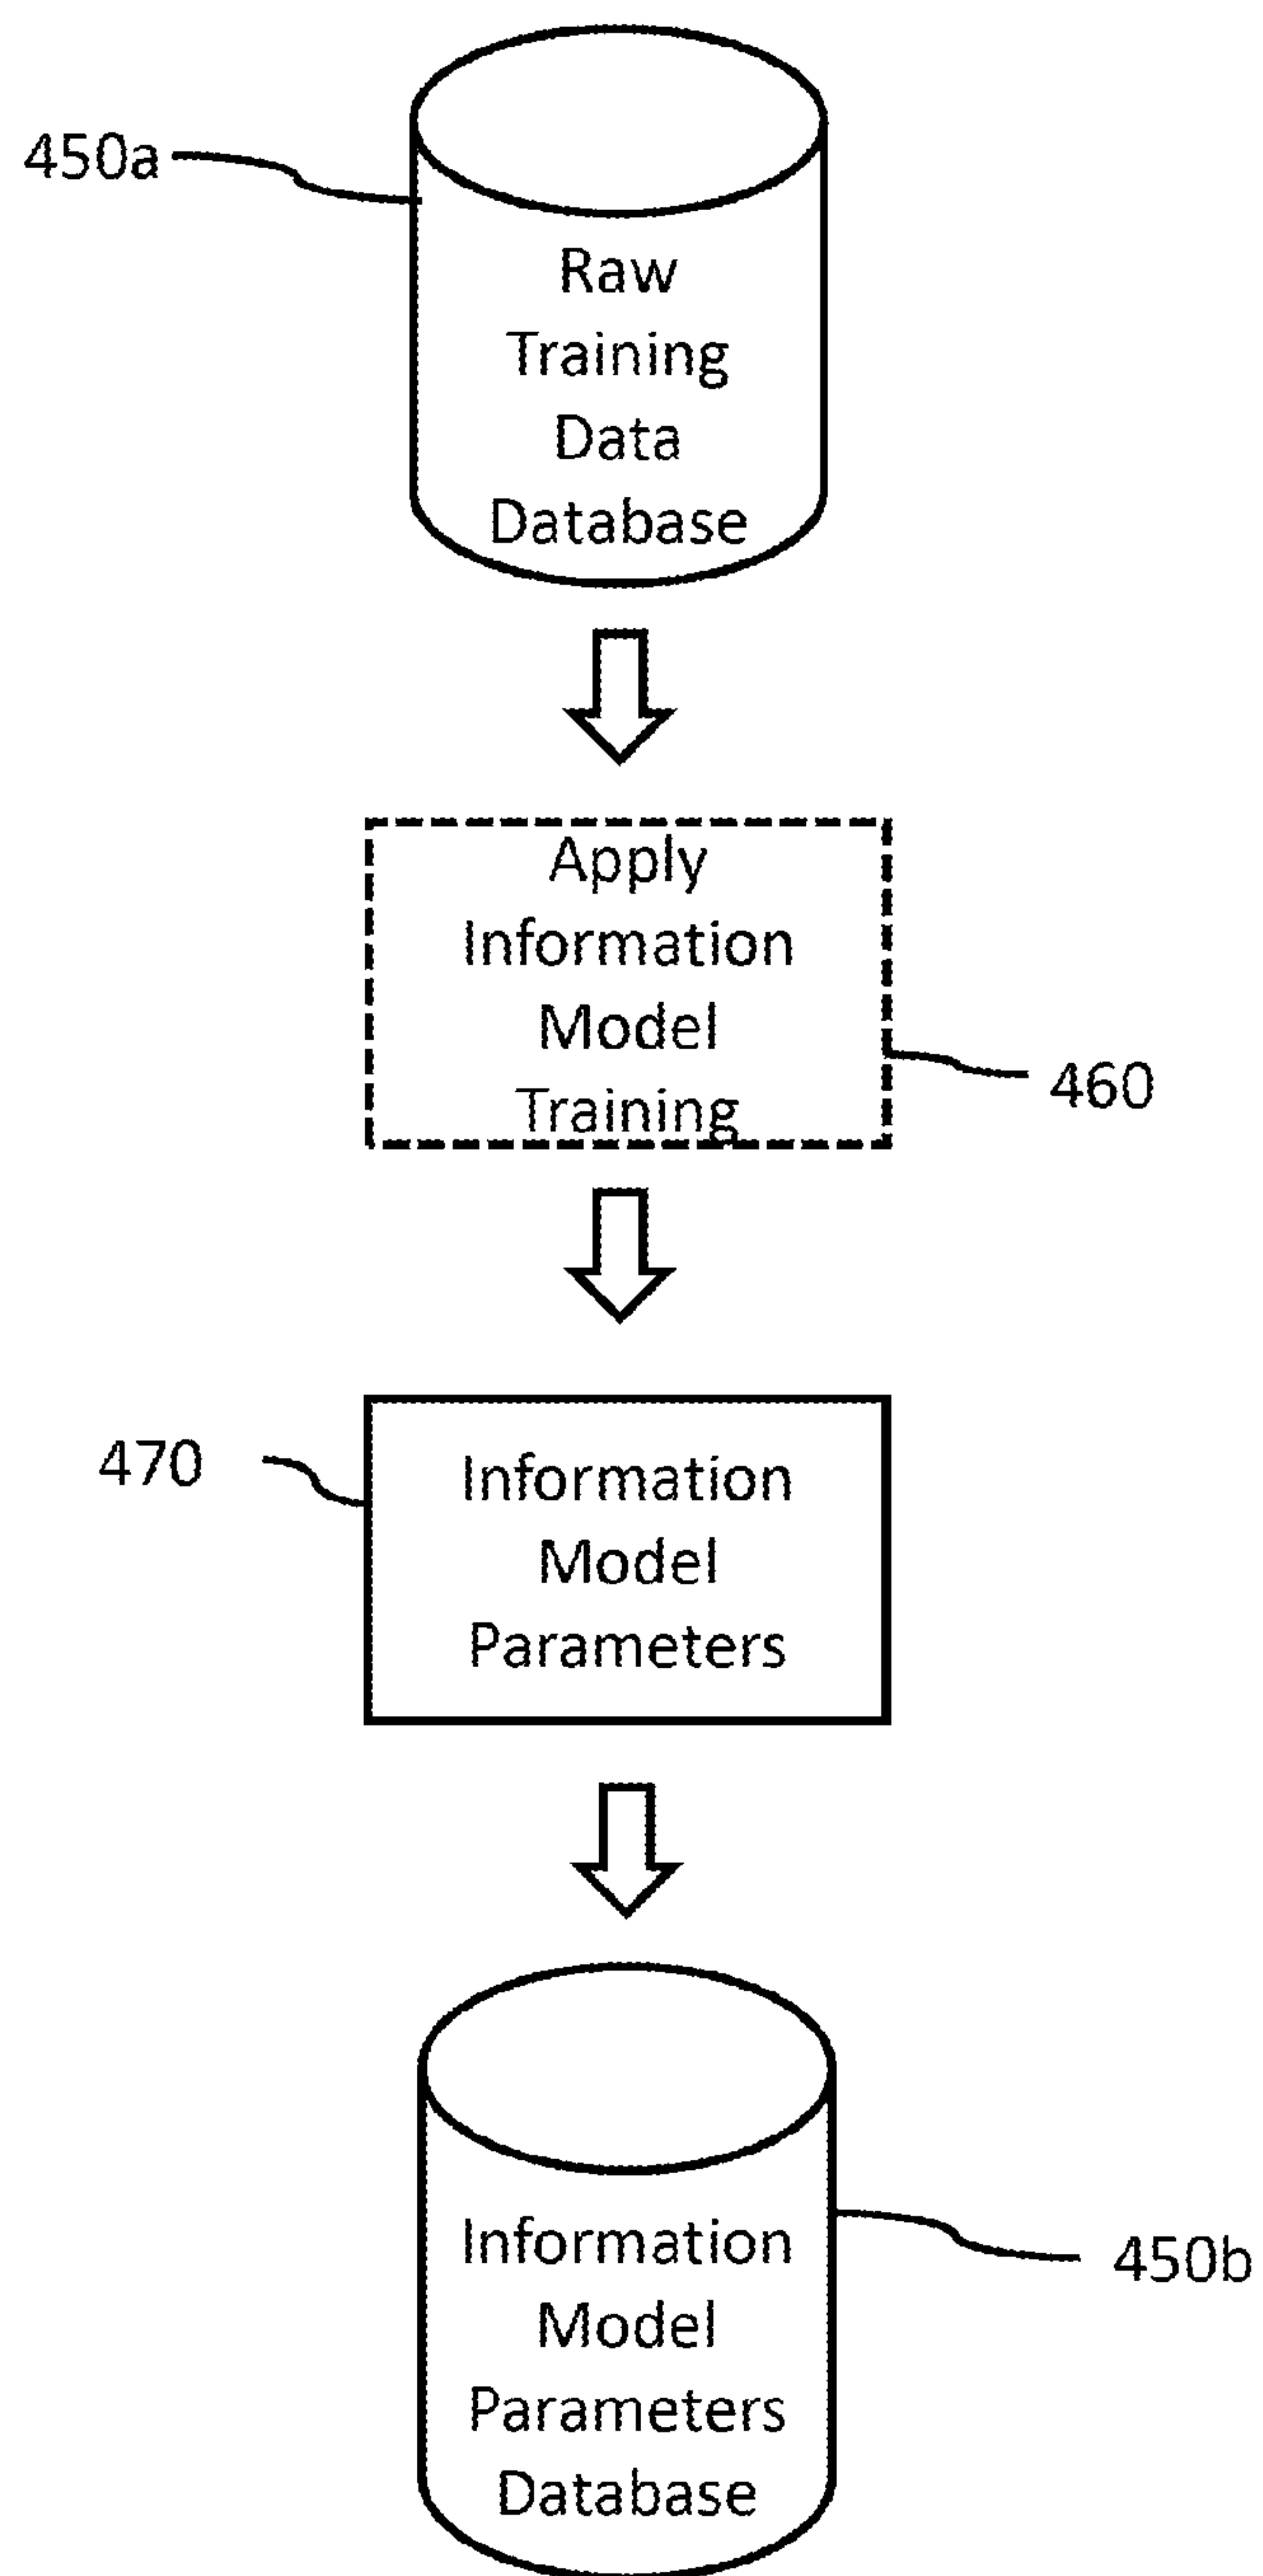 450a
Raw
Training
Data
Database
Apply
Information
Model
Training
460
470
Information
Model
Parameters
Information
Model
Parameters
Database
450b